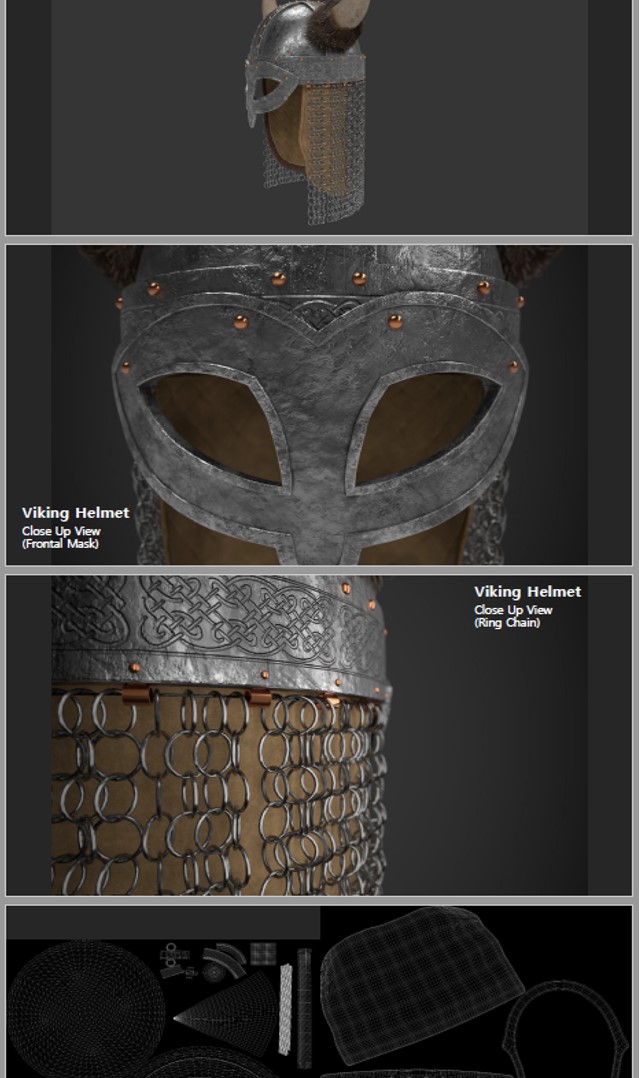 Viking Helmet
Close Up View
(Frontal Mask)
Viking Helmet
Close Up View
(Ring Chain)